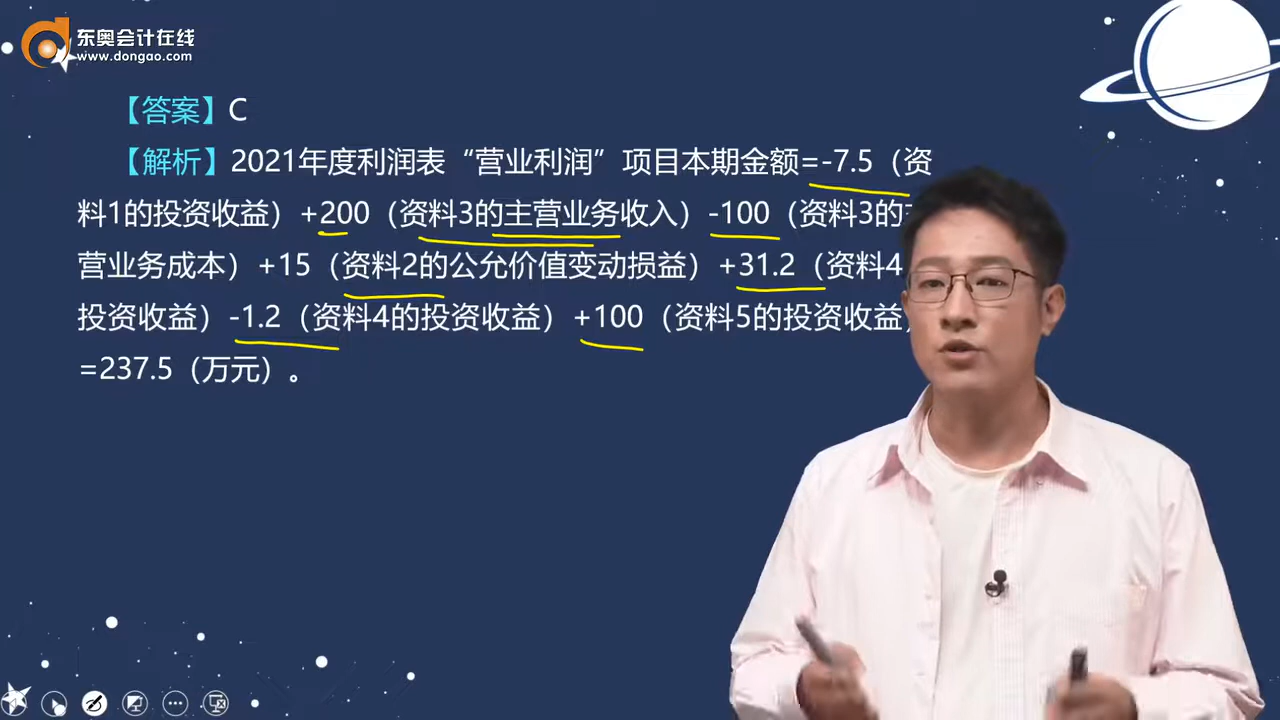 东奥会计在线
www.dongao.com
【答案】C
【解析】2021年度利润表“营业利润”项目本期金额=-7.5（资
料1的投资收益）+200（资料3的主营业务收入）-100（资料3的
营业务成本）+15（资料2的公允价值变动损益）+31.2（资料4
投资收益）-1.2（资料4的投资收益）+100（资料5的投资收益）
=237.5（万元）。